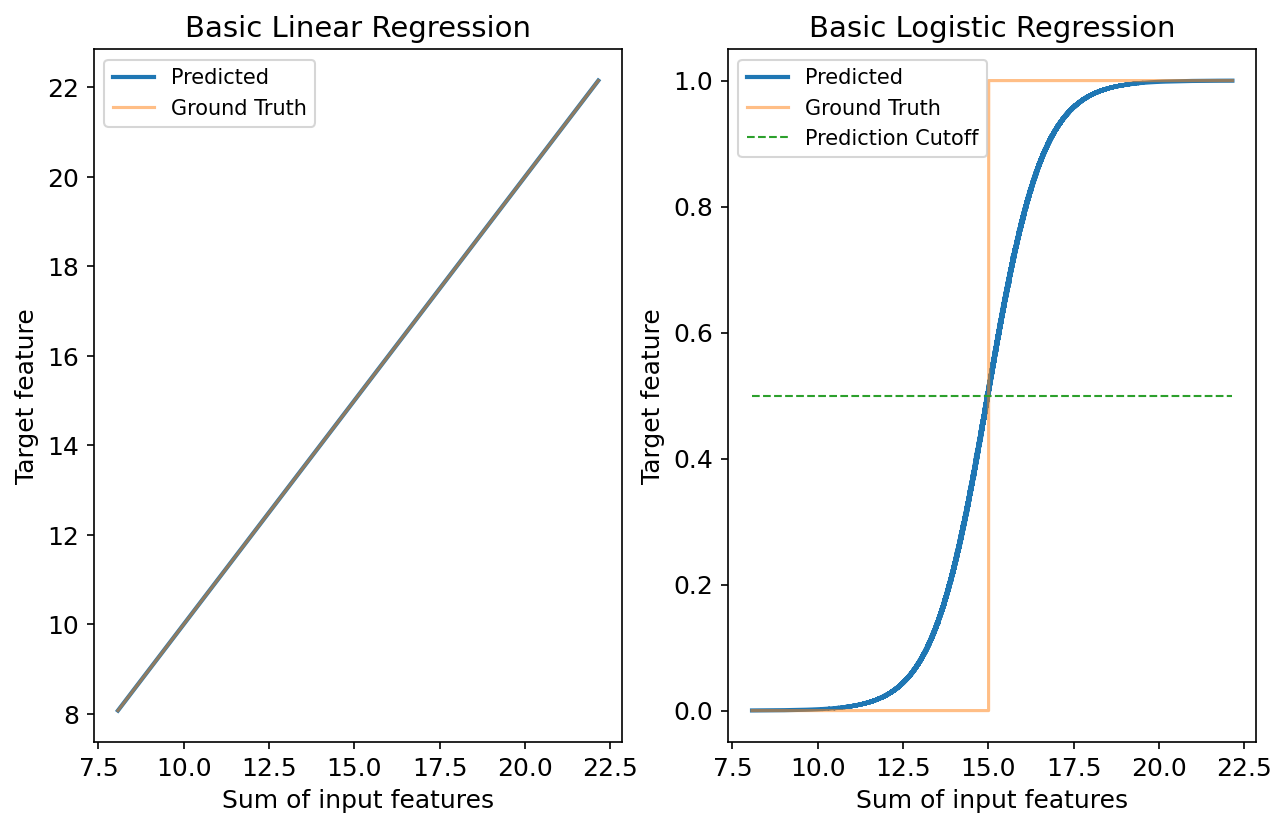 Basic Linear Regression
Predicted
Ground Truth
22
20
18
16
14
12
10
8
Target feature
7.5 10.0 12.5 15.0 17.5 20.0 22.5
Sum of input features
Basic Logistic Regression
Predicted
Ground Truth
Prediction Cutoff
1.0
0.8
0.6
0.4
0.2
0.0
Target feature
7.5 10.0 12.5 15.0 17.5 20.0 22.5
Sum of input features